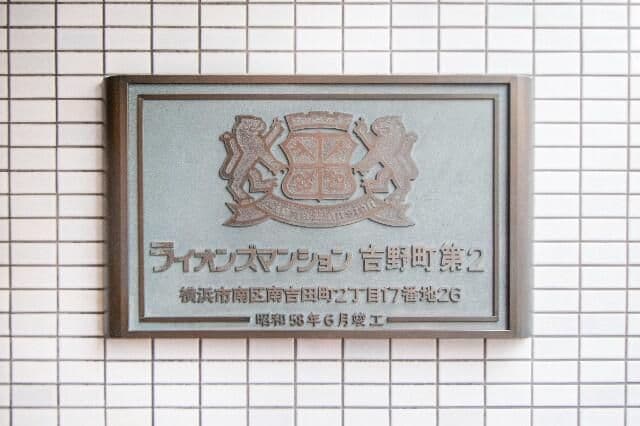 ライオンズマンション 吉野町第2
横浜市南区南吉田町2丁目17番地26
昭和58年6月竣工